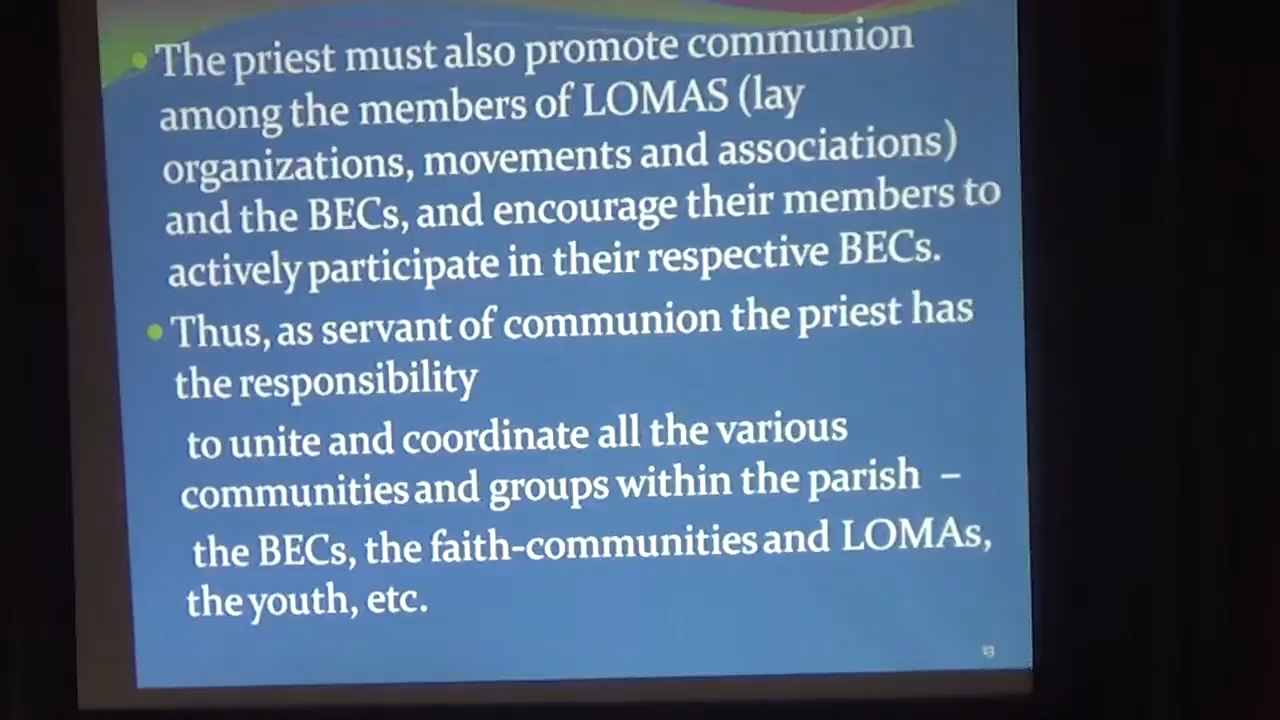 The priest must also promote communion
among the members of LOMAS (lay
organizations, movements and associations)
and the BECs, and encourage their members to
actively participate in their respective BECs.
Thus, as servant of communion the priest has
the responsibility
to unite and coordinate all the various
communities and groups within the parish –
the BECs, the faith-communities and LOMAs,
the youth, etc.
13